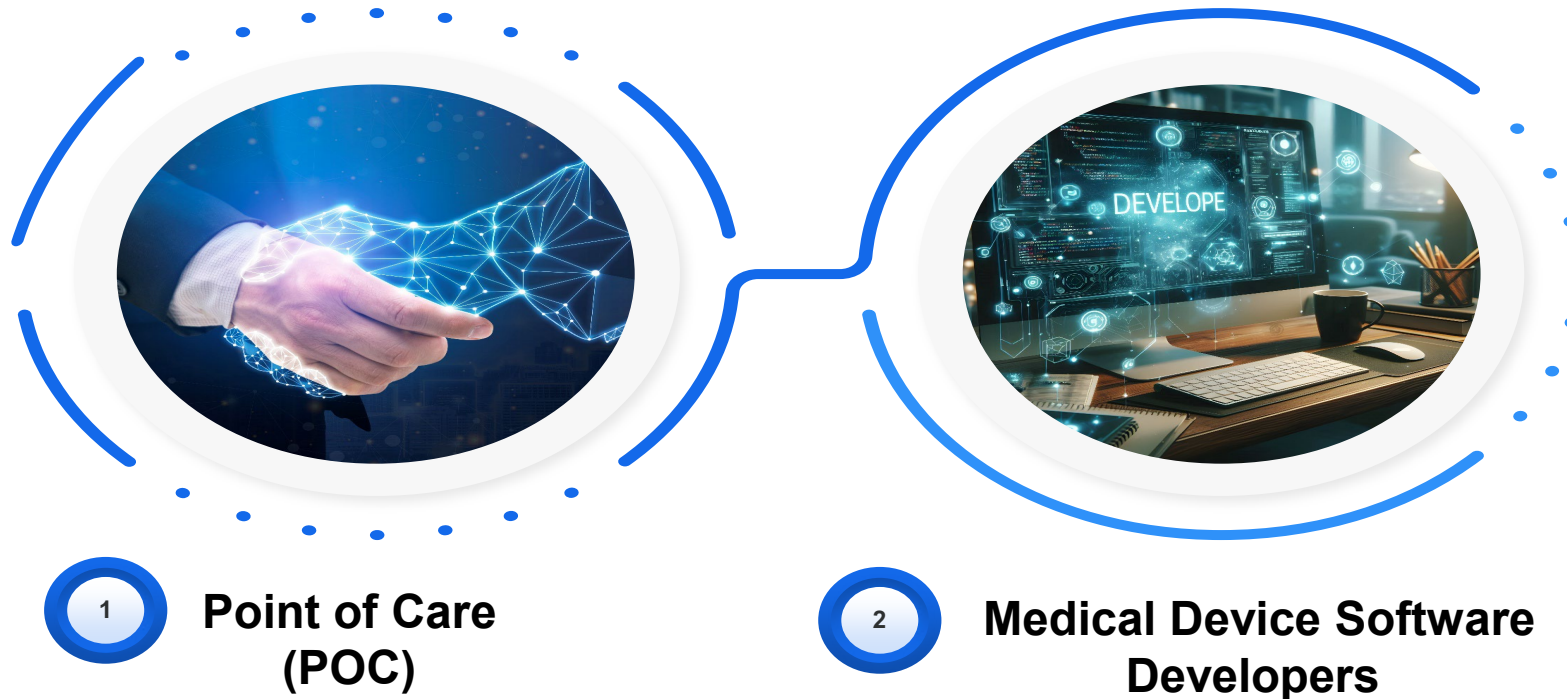 DEVELOPE
1
Point of Care
(POC)
2
Medical Device Software
Developers